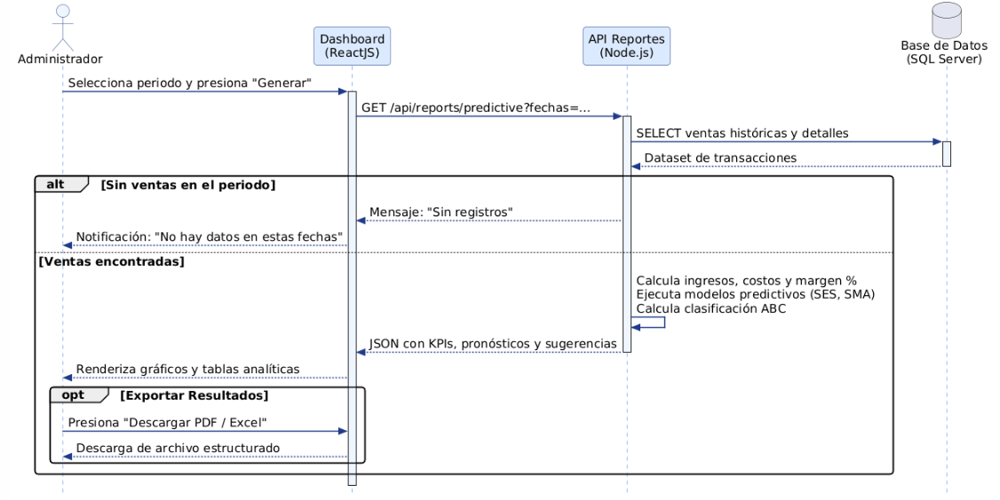 Administrador
Dashboard
(ReactJS)
API Reportes
(Node.js)
Base de Datos
(SQL Server)
Selecciona periodo y presiona "Generar"
GET /api/reports/predictive?fechas=...
SELECT ventas históricas y detalles
Dataset de transacciones
alt [Sin ventas en el periodo]
Mensaje: "Sin registros"
Notificación: "No hay datos en estas fechas"
[Ventas encontradas]
Calcula ingresos, costos y margen %
Ejecuta modelos predictivos (SES, SMA)
Calcula clasificación ABC
JSON con KPIs, pronósticos y sugerencias
Renderiza gráficos y tablas analíticas
opt [Exportar Resultados]
Presiona "Descargar PDF / Excel"
Descarga de archivo estructurado